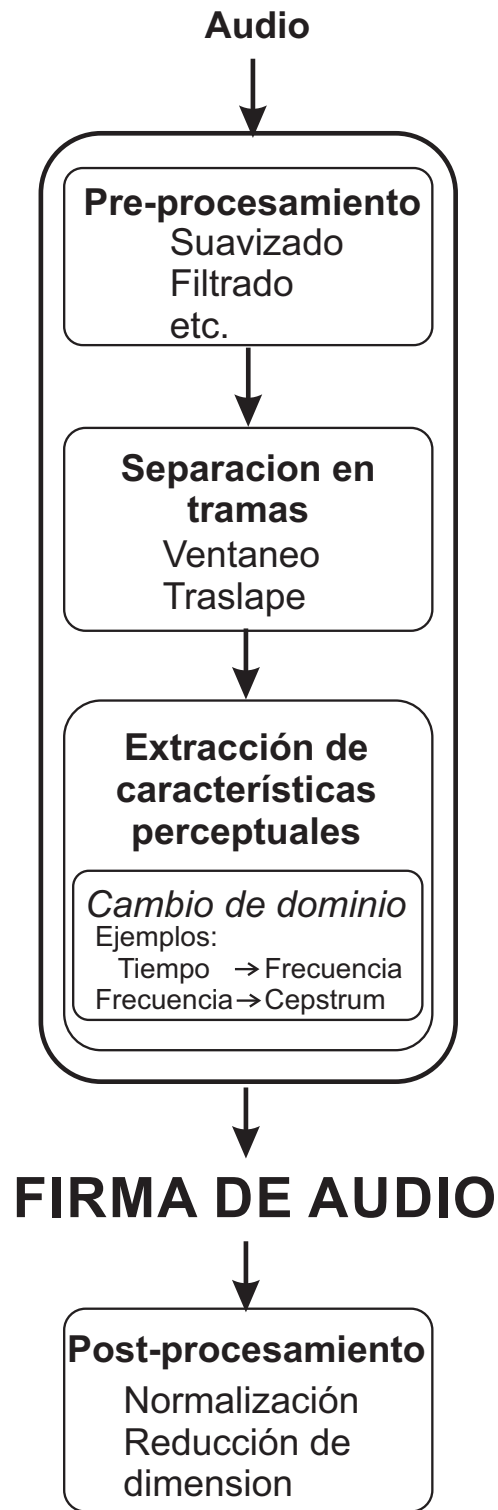 Audio
Pre-procesamiento
Suavizado
Filtrado
etc.
Separacion en
tramas
Ventaneo
Traslape
Extracción de
características
perceptuales
Cambio de dominio
Ejemplos:
Tiempo → Frecuencia
Frecuencia → Cepstrum
FIRMA DE AUDIO
Post-procesamiento
Normalización
Reducción de
dimension